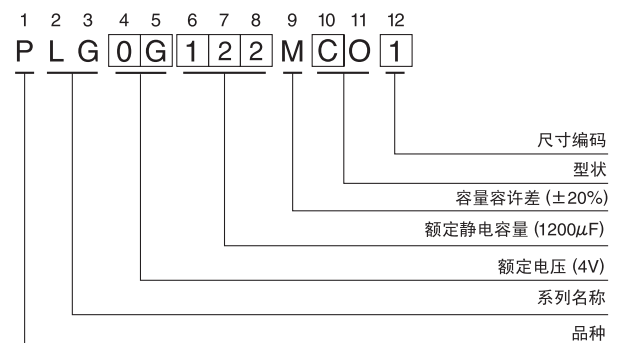 1 2 3 4 5 6 7 8 9 10 11 12
P L G 0 G 1 2 2 M C O 1
尺寸编码
型状
容量容许差 (±20%)
额定静电容量 (1200μF)
额定电压 (4V)
系列名称
品种